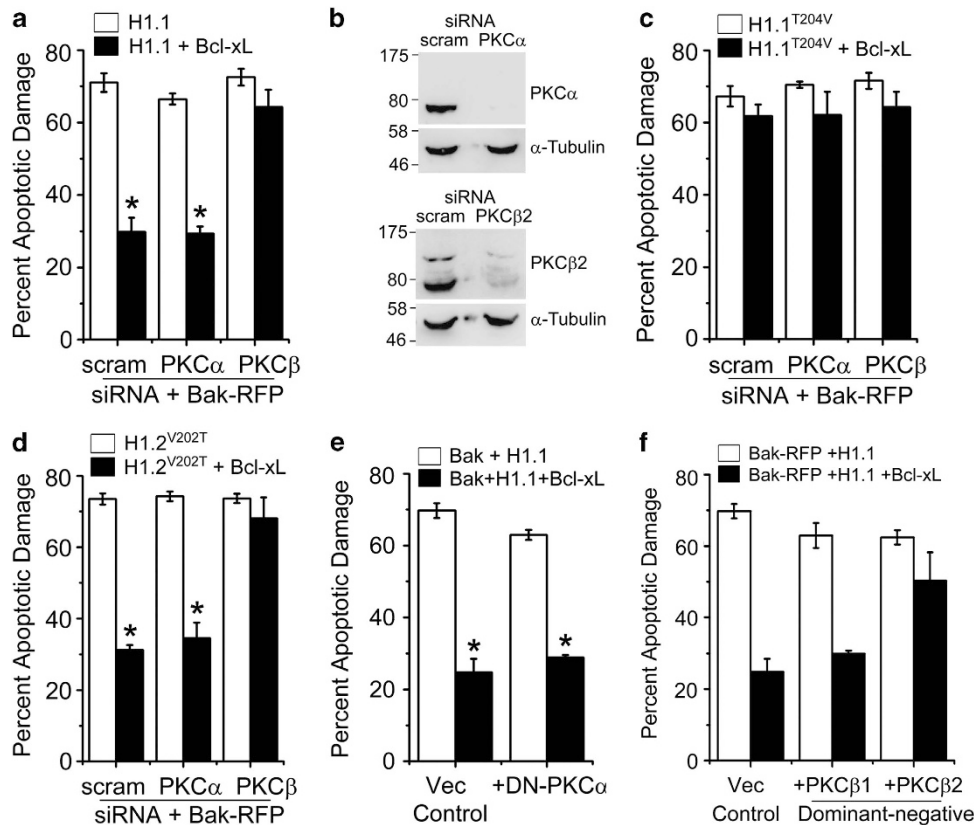 a
H1.1
H1.1 + Bcl-xL
Percent Apoptotic Damage
80
60
40
20
0
*
*
scram PKCα PKCβ
siRNA + Bak-RFP
b
siRNA
scram PKCα
175
80
58
46
PKCα
α-Tubulin
siRNA
scram PKCβ2
175
80
58
46
PKCβ2
α-Tubulin
c
H1.1T204V
H1.1T204V + Bcl-xL
Percent Apoptotic Damage
80
60
40
20
0
scram PKCα PKCβ
siRNA + Bak-RFP
d
H1.2V202T
H1.2V202T + Bcl-xL
Percent Apoptotic Damage
80
60
40
20
0
*
*
scram PKCα PKCβ
siRNA + Bak-RFP
e
Bak + H1.1
Bak+H1.1+Bcl-xL
Percent Apoptotic Damage
80
60
40
20
0
*
*
Vec +DN-PKCα
Control
f
Bak-RFP +H1.1
Bak-RFP +H1.1 +Bcl-xL
Percent Apoptotic Damage
80
60
40
20
0
Vec +PKCβ1 +PKCβ2
Control Dominant-negative